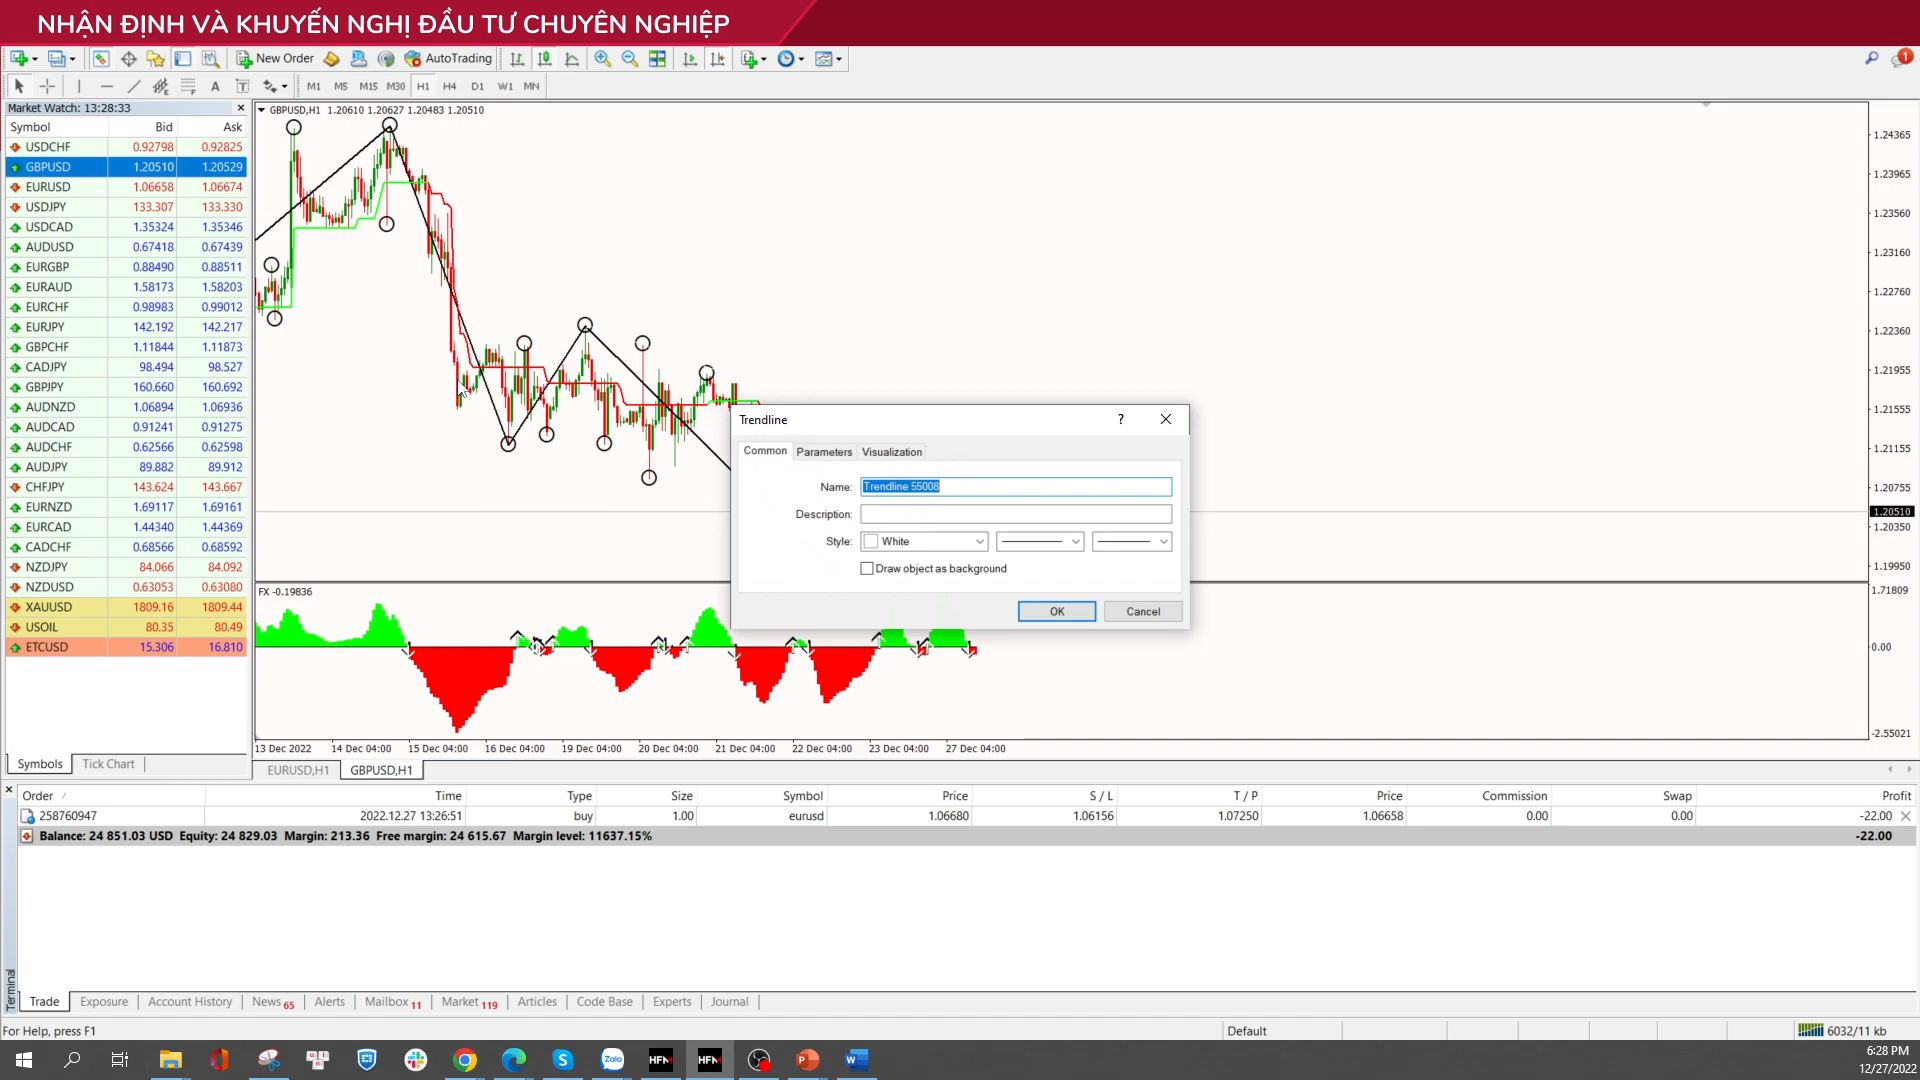 NHẬN ĐỊNH VÀ KHUYẾN NGHỊ ĐẦU TƯ CHUYÊN NGHIỆP
New Order AutoTrading 1
A T M1 M5 M15 M30 H1 H4 D1 W1 MN
Market Watch: 13:28:33
Symbol Bid Ask
USDCHF 0.92798 0.92825
GBPUSD 1.20510 1.20529
EURUSD 1.06658 1.06674
USDJPY 133.307 133.330
USDCAD 1.35324 1.35346
AUDUSD 0.67418 0.67439
EURGBP 0.88490 0.88511
EURAUD 1.58173 1.58203
EURCHF 0.98983 0.99012
EURJPY 142.192 142.217
GBPCHF 1.11844 1.11873
CADJPY 98.494 98.527
GBPJPY 160.660 160.692
AUDNZD 1.06894 1.06936
AUDCAD 0.91241 0.91275
AUDCHF 0.62566 0.62598
AUDJPY 89.882 89.912
CHFJPY 143.624 143.667
EURNZD 1.69117 1.69161
EURCAD 1.44340 1.44369
CADCHF 0.68566 0.68592
NZDJPY 84.066 84.092
NZDUSD 0.63053 0.63080
XAUUSD 1809.16 1809.44
USOIL 80.35 80.49
ETCUSD 15.306 16.810
Symbols Tick Chart
GBPUSD,H1 1.20610 1.20627 1.20483 1.20510
1.24365
1.23965
1.23560
1.23160
1.22760
1.22360
1.21955
1.21555
1.21155
1.20755
1.20510
1.20350
1.19950
Trendline ?
Common Parameters Visualization
Name: Trendline 55008
Description:
Style: White
Draw object as background
OK Cancel
FX -0.19836
1.71809
0.00
-2.55021
13 Dec 2022 14 Dec 04:00 15 Dec 04:00 16 Dec 04:00 19 Dec 04:00 20 Dec 04:00 21 Dec 04:00 22 Dec 04:00 23 Dec 04:00 27 Dec 04:00
EURUSD,H1 GBPUSD,H1
Order / Time Type Size Symbol Price S / L T / P Price Commission Swap Profit
258760947 2022.12.27 13:26:51 buy 1.00 eurusd 1.06680 1.06156 1.07250 1.06658 0.00 0.00 -22.00
Balance: 24 851.03 USD Equity: 24 829.03 Margin: 213.36 Free margin: 24 615.67 Margin level: 11637.15% -22.00
Terminal
Trade Exposure Account History News 65 Alerts Mailbox 11 Market 119 Articles Code Base Experts Journal
For Help, press F1 Default 6032/11 kb
Zalo HFM HFM
6:28 PM
12/27/2022